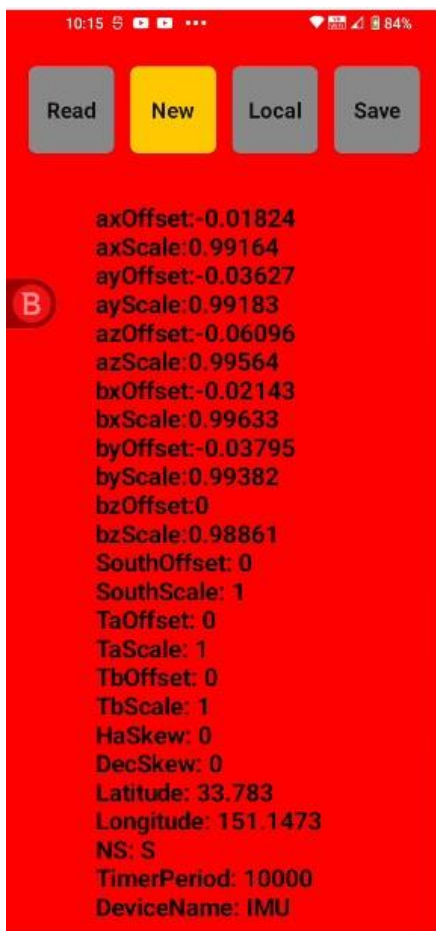 10:15
84%
Read New Local Save
axOffset:-0.01824
axScale:0.99164
ayOffset:-0.03627
B
ayScale:0.99183
azOffset:-0.06096
azScale:0.99564
bxOffset:-0.02143
bxScale:0.99633
byOffset:-0.03795
byScale:0.99382
bzOffset:0
bzScale:0.98861
SouthOffset: 0
SouthScale: 1
TaOffset: 0
TaScale: 1
TbOffset: 0
TbScale: 1
HaSkew: 0
DecSkew: 0
Latitude: 33.783
Longitude: 151.1473
NS: S
TimerPeriod: 10000
DeviceName: IMU